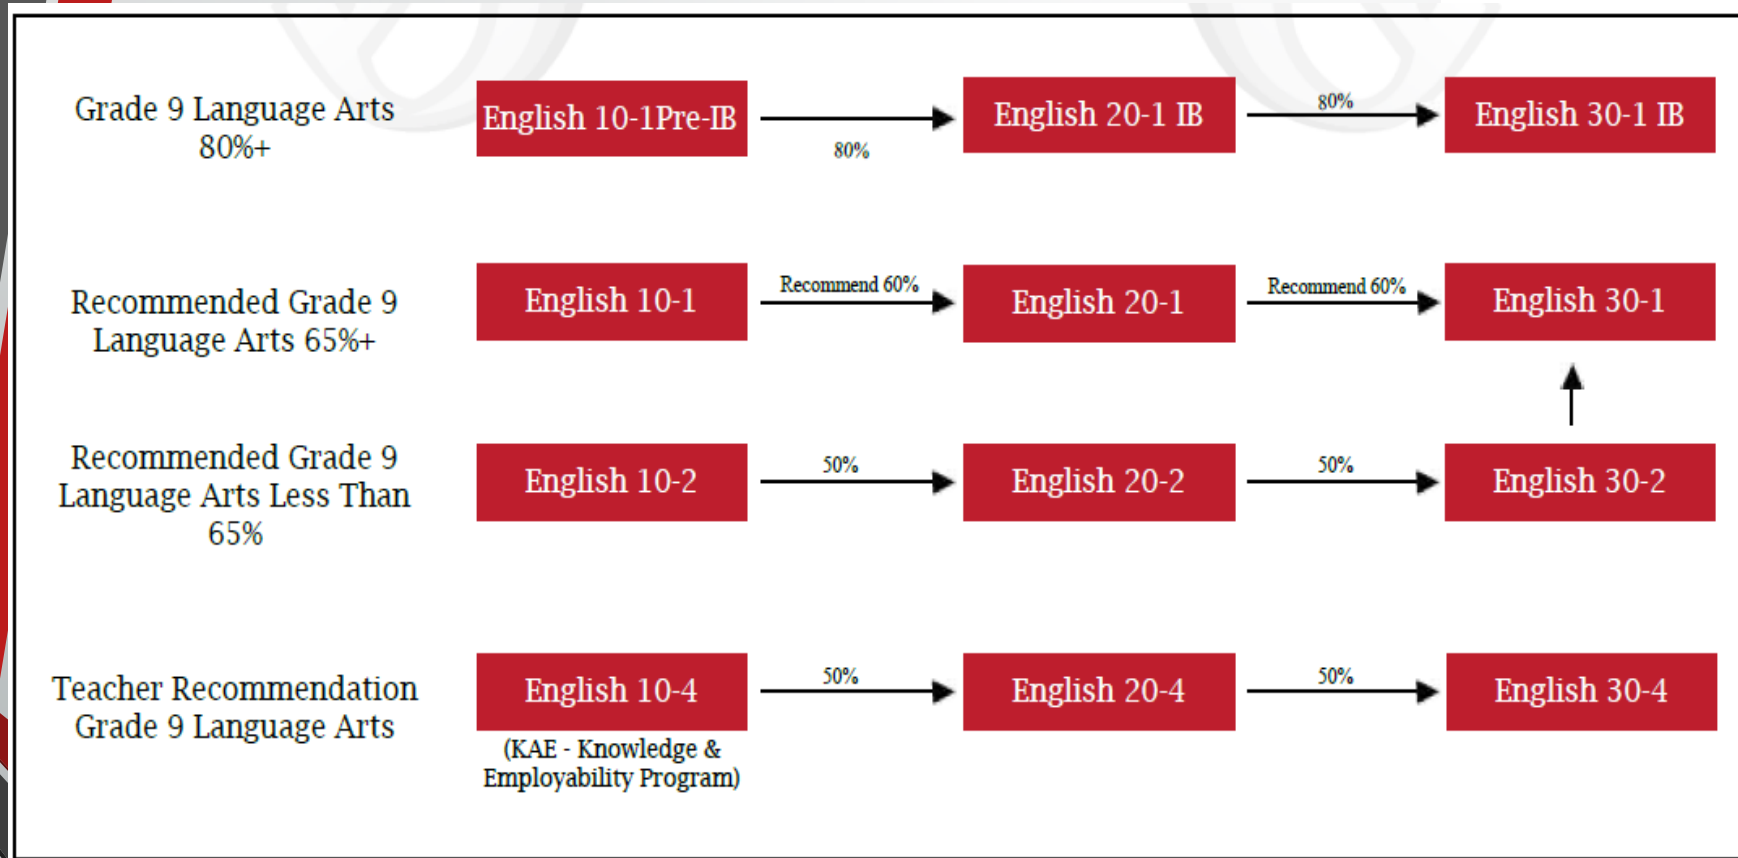 Grade 9 Language Arts
80%+
English 10-1Pre-IB
80%
English 20-1 IB
80%
English 30-1 IB
Recommended Grade 9
Language Arts 65%+
English 10-1
Recommend 60%
English 20-1
Recommend 60%
English 30-1
Recommended Grade 9
Language Arts Less Than
65%
English 10-2
50%
English 20-2
50%
English 30-2
Teacher Recommendation
Grade 9 Language Arts
English 10-4
(KAE - Knowledge &
Employability Program)
50%
English 20-4
50%
English 30-4